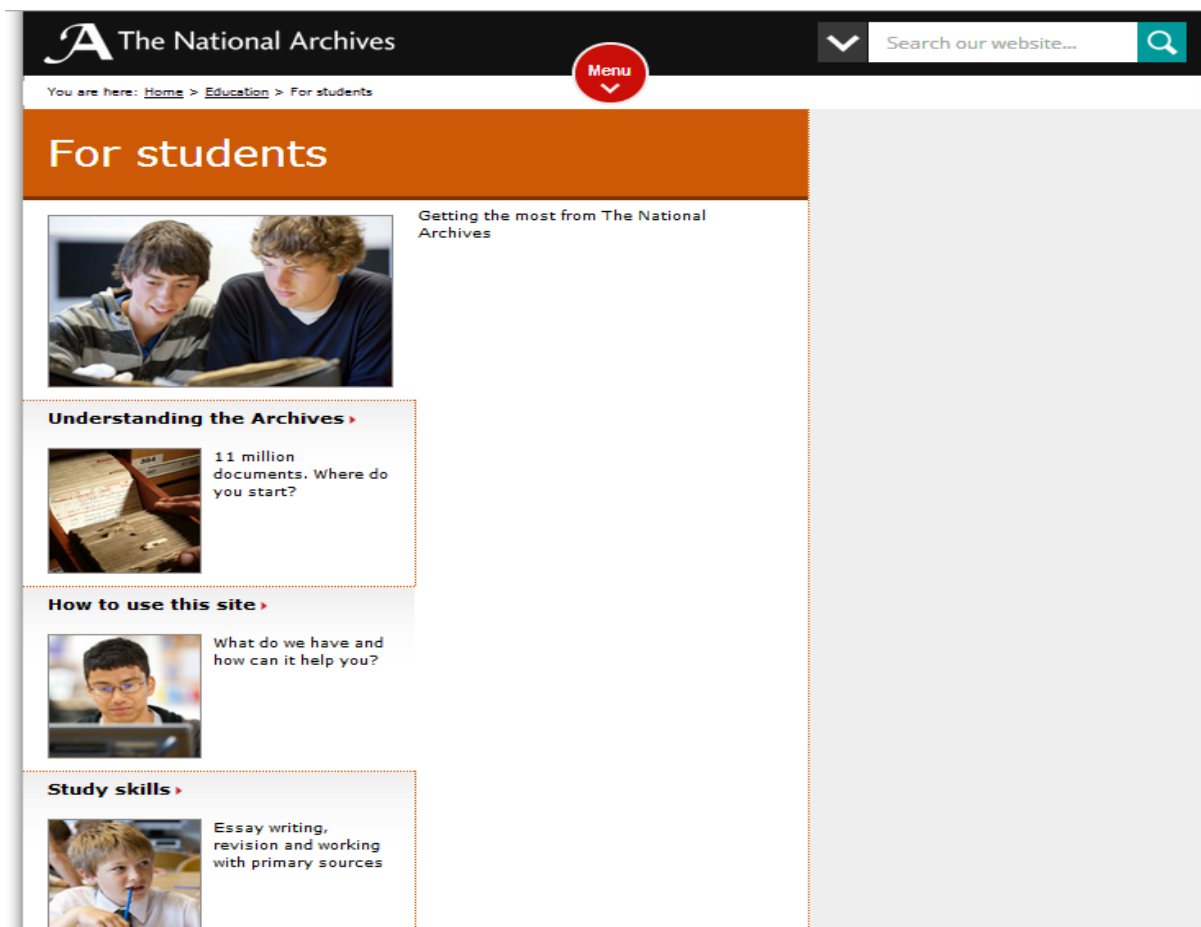 The National Archives
Search our website...
Menu
You are here: Home > Education > For students
For students
Getting the most from The National
Archives
Understanding the Archives
11 million
documents. Where do
you start?
How to use this site
What do we have and
how can it help you?
Study skills
Essay writing,
revision and working
with primary sources